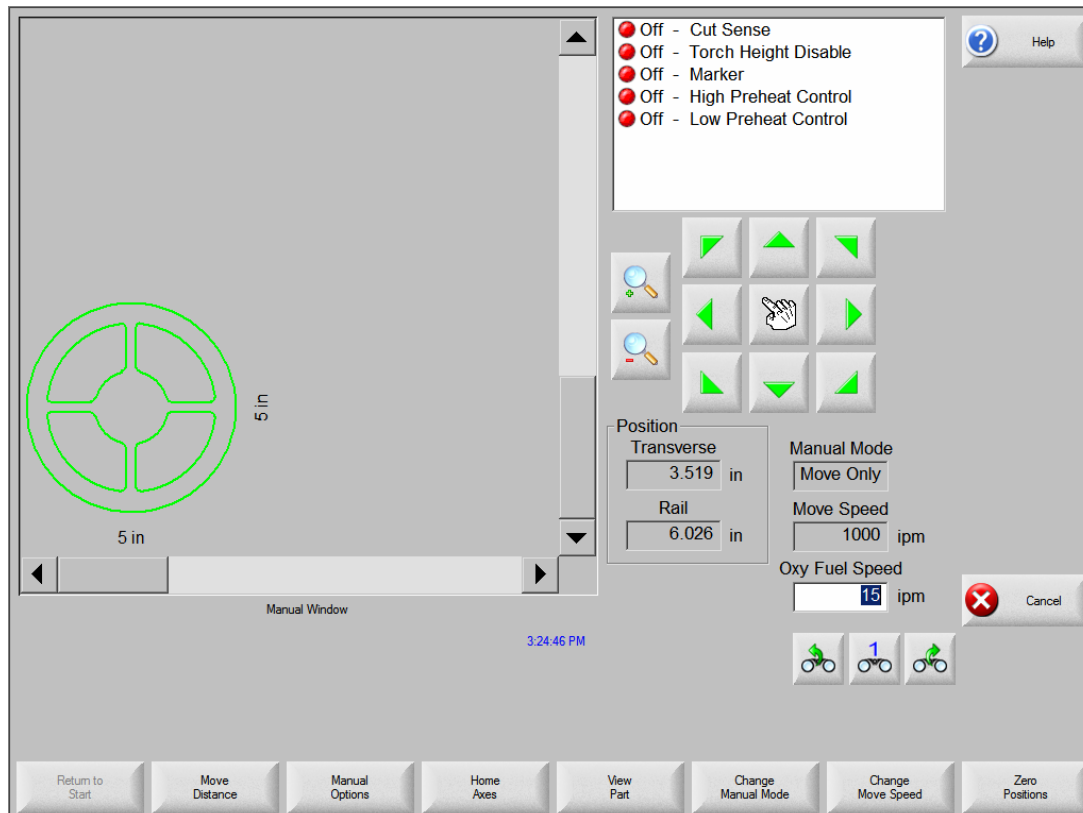 Off - Cut Sense
Off - Torch Height Disable
Off - Marker
Off - High Preheat Control
Off - Low Preheat Control
Help
5 in
5 in
Manual Window
3:24:46 PM
Position
Transverse
3.519 in
Rail
6.026 in
Manual Mode
Move Only
Move Speed
1000 ipm
Oxy Fuel Speed
15 ipm
Cancel
1
Return to
Start
Move
Distance
Manual
Options
Home
Axes
View
Part
Change
Manual Mode
Change
Move Speed
Zero
Positions